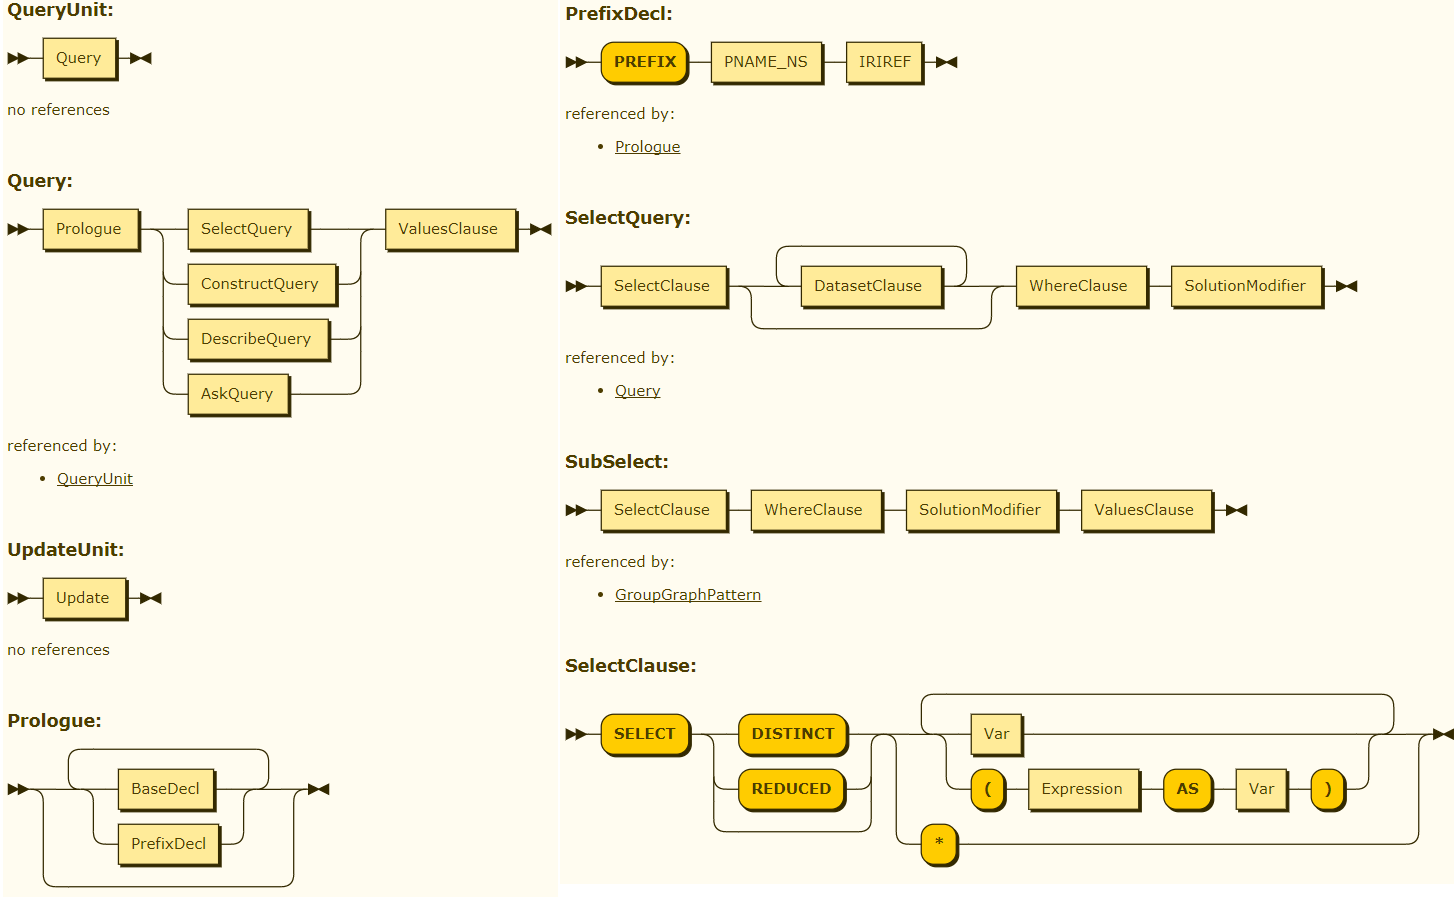 QueryUnit:
Query
no references
Query:
Prologue SelectQuery ValuesClause
ConstructQuery
DescribeQuery
AskQuery
referenced by:
• QueryUnit
UpdateUnit:
Update
no references
Prologue:
BaseDecl
PrefixDecl
PrefixDecl:
PREFIX PNAME_NS IRIREF
referenced by:
• Prologue
SelectQuery:
SelectClause DatasetClause WhereClause SolutionModifier
referenced by:
• Query
SubSelect:
SelectClause WhereClause SolutionModifier ValuesClause
referenced by:
• GroupGraphPattern
SelectClause:
SELECT DISTINCT Var
REDUCED ( Expression AS Var )
*